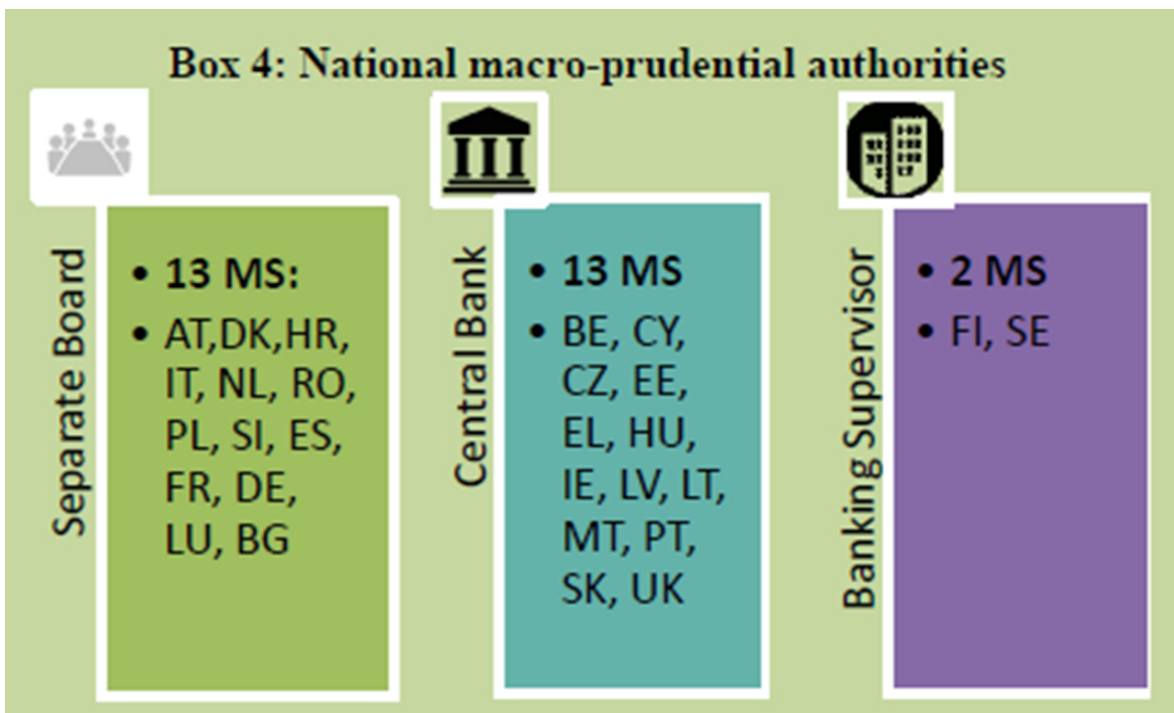 Box 4: National macro-prudential authorities
Separate Board
• 13 MS:
• AT,DK,HR,
IT, NL, RO,
PL, SI, ES,
FR, DE,
LU, BG
Central Bank
• 13 MS
• BE, CY,
CZ, EE,
EL, HU,
IE, LV, LT,
MT, PT,
SK, UK
Banking Supervisor
• 2 MS
• FI, SE